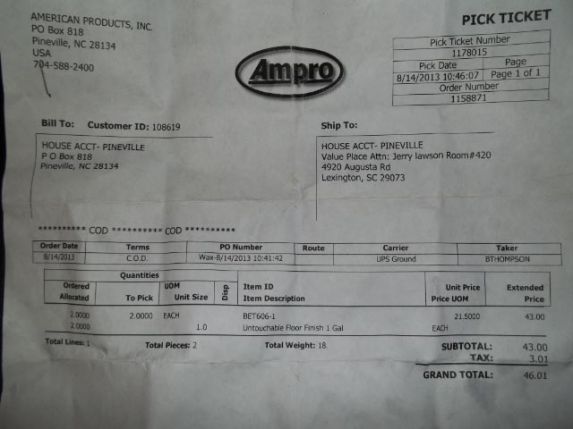 AMERICAN PRODUCTS, INC.
PO Box 818
Pineville, NC 28134
USA
704-588-2400
Ampro
PICK TICKET
Pick Ticket Number
1178015
Pick Date Page
8/14/2013 10:46:07 Page 1 of 1
Order Number
1158871
Bill To: Customer ID: 108619
HOUSE ACCT- PINEVILLE
P O Box 818
Pineville, NC 28134
Ship To:
HOUSE ACCT- PINEVILLE
Value Place Attn: Jerry lawson Room#420
4920 Augusta Rd
Lexington, SC 29073
********** COD ********** COD **********
Order Date Terms PO Number Route Carrier Taker
8/14/2013 C.O.D. Wax-8/14/2013 10:41:42 UPS Ground BTHOMPSON
Quantities
Ordered UOM Disp Item ID Unit Price Extended
Allocated To Pick Unit Size Item Description Price UOM Price
2.0000 2.0000 EACH BET606-1 21.5000 43.00
2.0000 1.0 Untouchable Floor Finish 1 Gal EACH
Total Lines: 1 Total Pieces: 2 Total Weight: 18 SUBTOTAL: 43.00
TAX: 3.01
GRAND TOTAL: 46.01